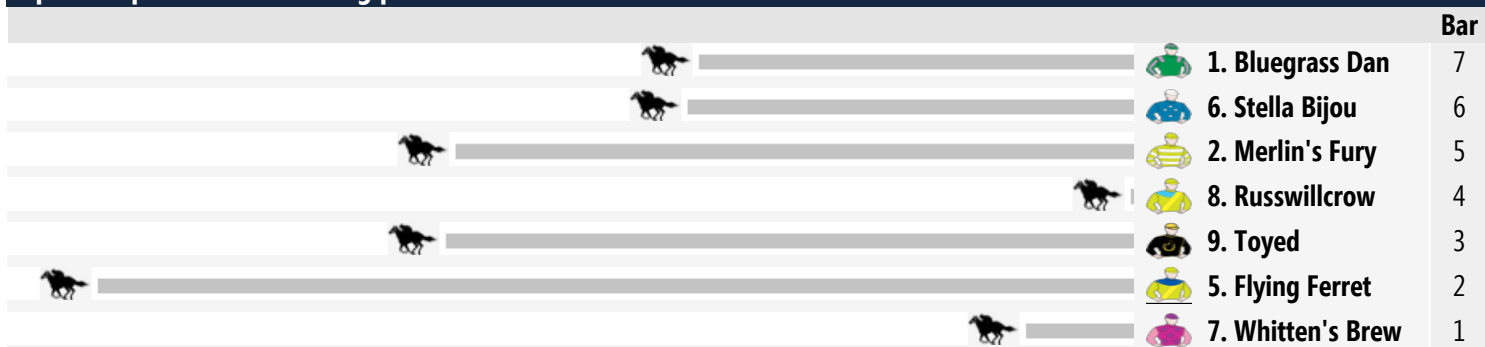 Bar
1. Bluegrass Dan 7
6. Stella Bijou 6
2. Merlin's Fury 5
8. Russwillcrow 4
9. Toyed 3
5. Flying Ferret 2
7. Whitten's Brew 1